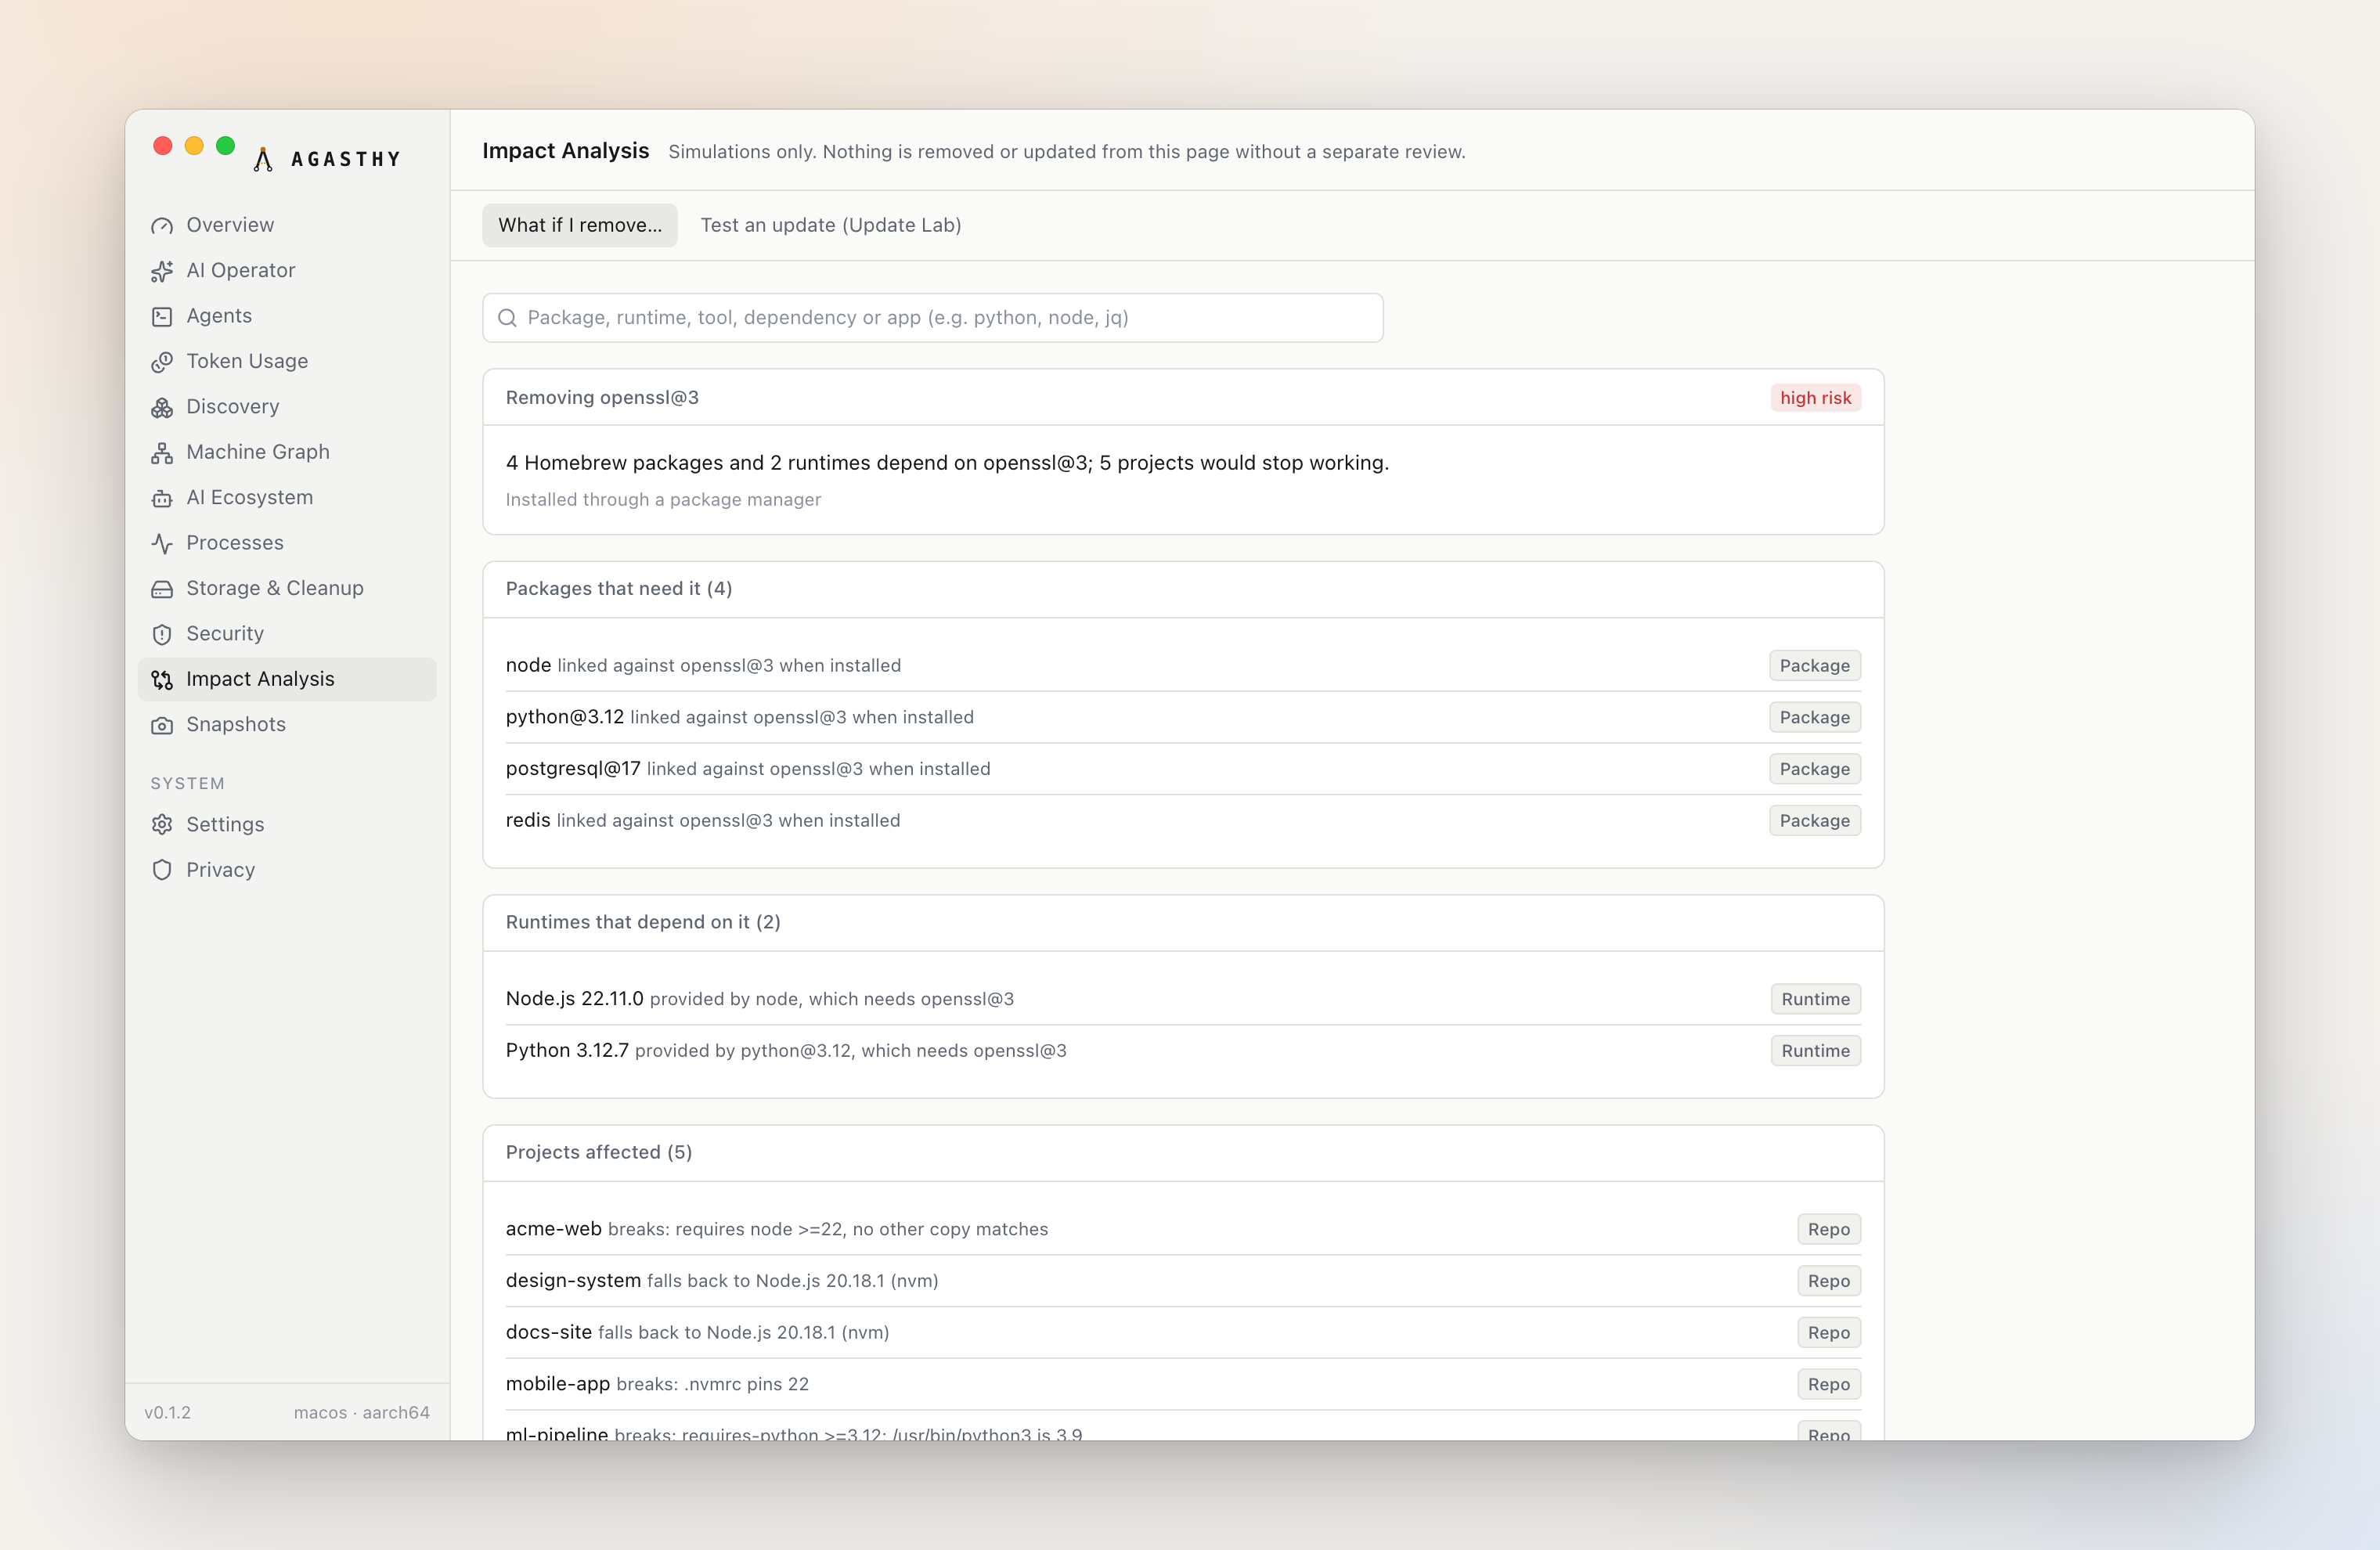 AGASTHY
Overview
AI Operator
Agents
Token Usage
Discovery
Machine Graph
AI Ecosystem
Processes
Storage & Cleanup
Security
Impact Analysis
Snapshots
SYSTEM
Settings
Privacy
v0.1.2 macos · aarch64
Impact Analysis Simulations only. Nothing is removed or updated from this page without a separate review.
What if I remove... Test an update (Update Lab)
Package, runtime, tool, dependency or app (e.g. python, node, jq)
Removing openssl@3 high risk
4 Homebrew packages and 2 runtimes depend on openssl@3; 5 projects would stop working.
Installed through a package manager
Packages that need it (4)
node linked against openssl@3 when installed Package
python@3.12 linked against openssl@3 when installed Package
postgresql@17 linked against openssl@3 when installed Package
redis linked against openssl@3 when installed Package
Runtimes that depend on it (2)
Node.js 22.11.0 provided by node, which needs openssl@3 Runtime
Python 3.12.7 provided by python@3.12, which needs openssl@3 Runtime
Projects affected (5)
acme-web breaks: requires node >=22, no other copy matches Repo
design-system falls back to Node.js 20.18.1 (nvm) Repo
docs-site falls back to Node.js 20.18.1 (nvm) Repo
mobile-app breaks: .nvmrc pins 22 Repo
ml-pipeline breaks: requires-python >=3.12; /usr/bin/python3 is 3.9 Repo